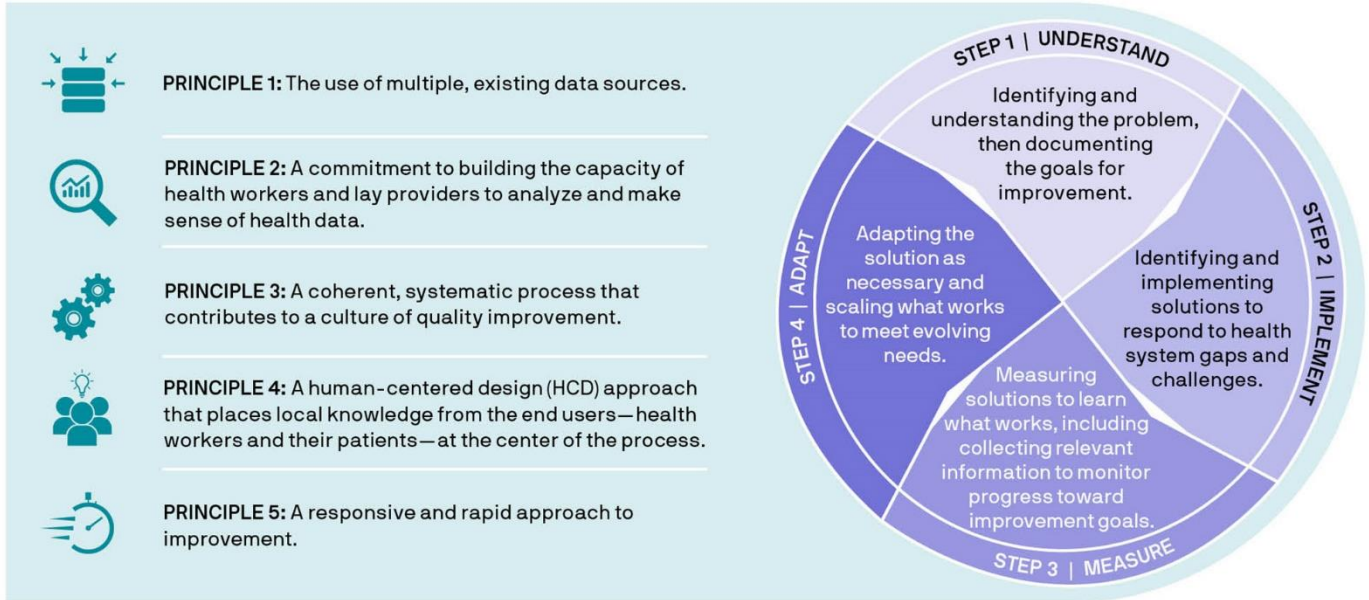 PRINCIPLE 1: The use of multiple, existing data sources.
PRINCIPLE 2: A commitment to building the capacity of
health workers and lay providers to analyze and make
sense of health data.
PRINCIPLE 3: A coherent, systematic process that
contributes to a culture of quality improvement.
PRINCIPLE 4: A human-centered design (HCD) approach
that places local knowledge from the end users—health
workers and their patients—at the center of the process.
PRINCIPLE 5: A responsive and rapid approach to
improvement.
STEP 1 | UNDERSTAND
Identifying and
understanding the problem,
then documenting
the goals for
improvement.
STEP 2 | IMPLEMENT
Identifying and
implementing
solutions to
respond to health
system gaps and
challenges.
STEP 3 | MEASURE
Measuring
solutions to learn
what works, including
collecting relevant
information to monitor
progress toward
improvement goals.
STEP 4 | ADAPT
Adapting the
solution as
necessary and
scaling what works
to meet evolving
needs.